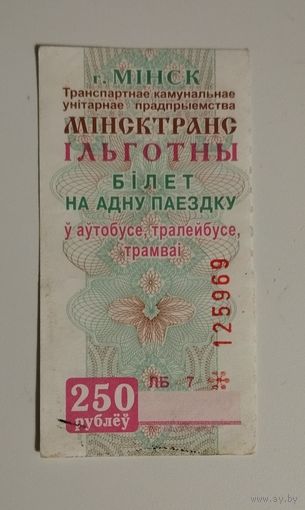 г. МІНСК
Транспартнае камунальнае
унітарнае прадпрыемства
МІНСКТРАНС
ІЛЬГОТНЫ
БІЛЕТ
НА АДНУ ПАЕЗДКУ
ў аўтобусе, тралейбусе,
трамваі
125969
ЛБ 7
250
рублёў
www.ay.by